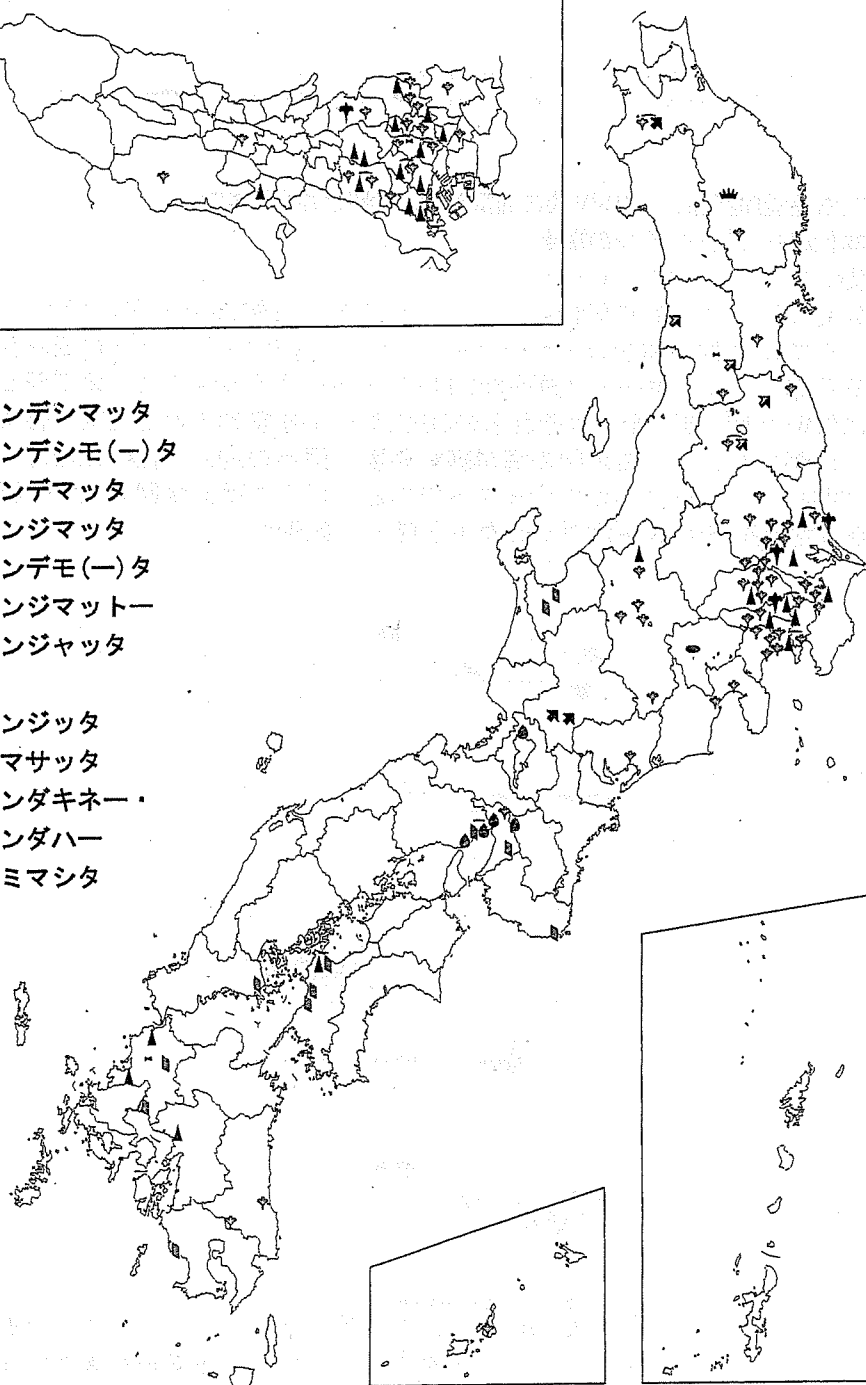 ンデシマッタ
ンデシモ(ー)タ
ンデマッタ
ンジマッタ
ンデモ(ー)タ
ンジマットー
ンジャッタ
ンジッタ
マサッタ
ンダキネー・
ンダハー
ミマシタ